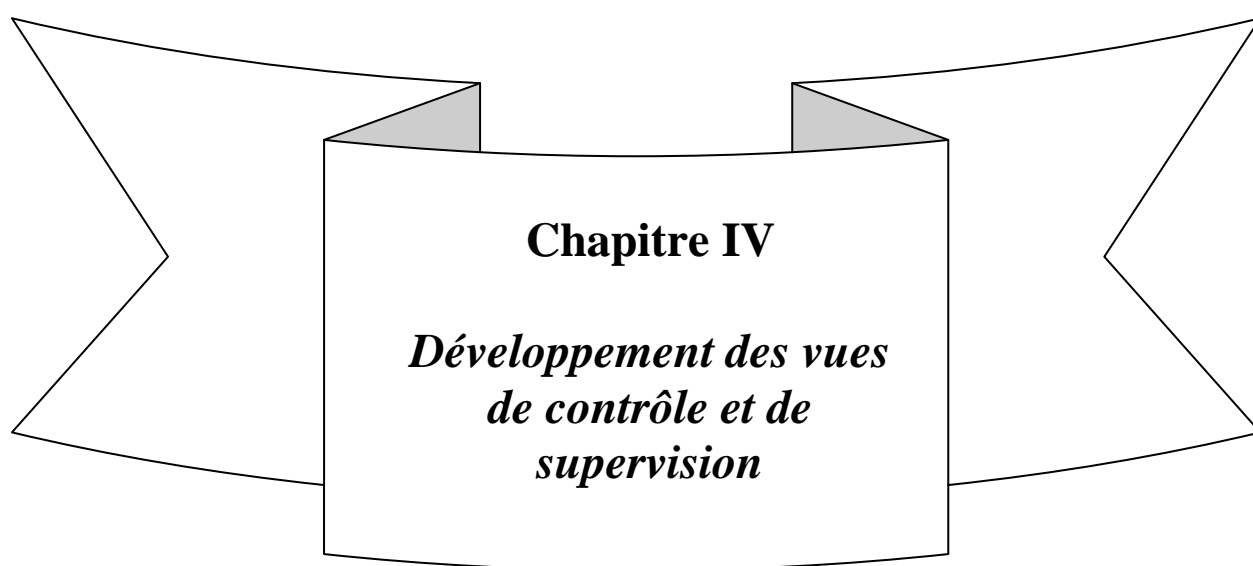 Chapitre IV
Développement des vues
de contrôle et de
supervision